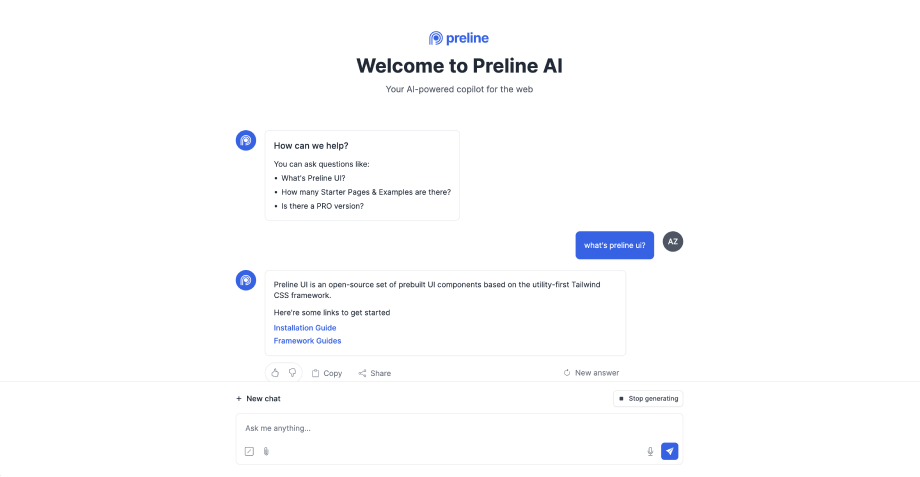 preline
Welcome to Preline AI
Your AI-powered copilot for the web
How can we help?
You can ask questions like:
• What's Preline UI?
• How many Starter Pages & Examples are there?
• Is there a PRO version?
what's preline ui?
AZ
Preline UI is an open-source set of prebuilt UI components based on the utility-first Tailwind
CSS framework.
Here're some links to get started
Installation Guide
Framework Guides
Copy Share New answer
+ New chat Stop generating
Ask me anything...